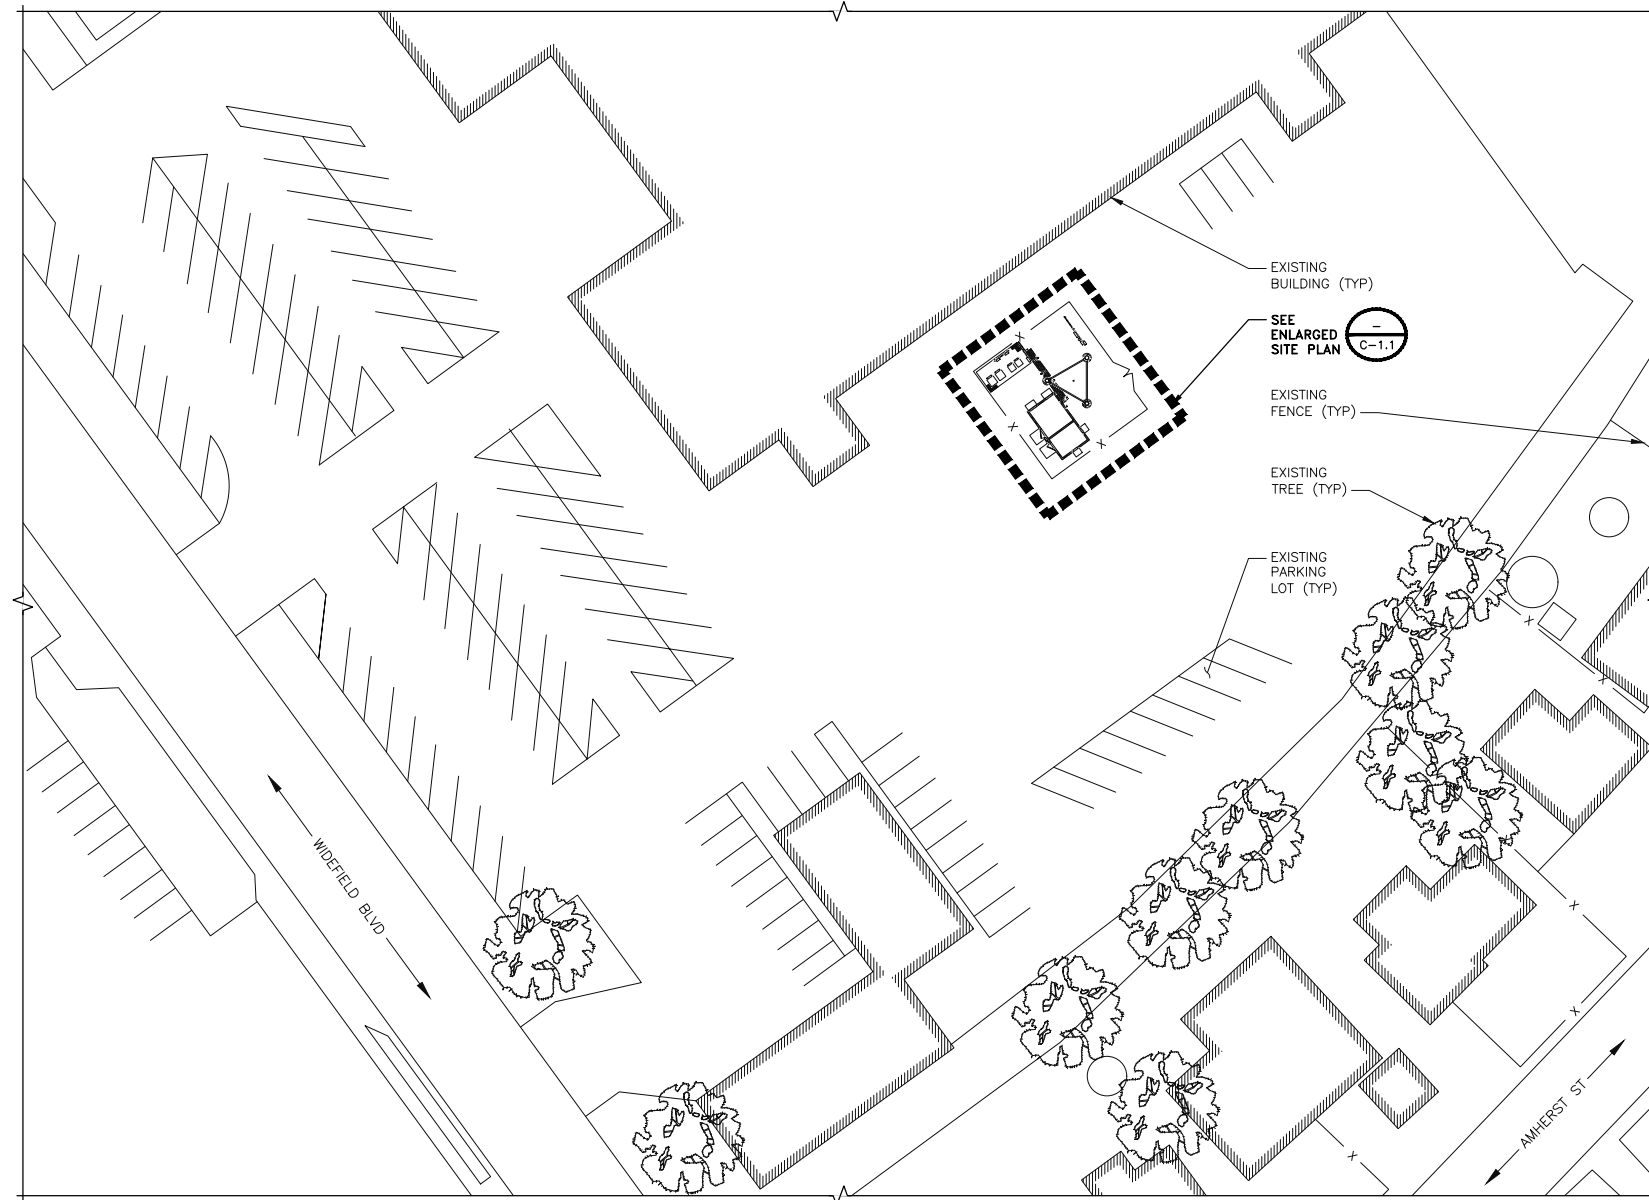 EXISTING
BUILDING (TYP)
SEE
ENLARGED
SITE PLAN
–
C-1.1
EXISTING
FENCE (TYP)
EXISTING
TREE (TYP)
EXISTING
PARKING
LOT (TYP)
X
X
X
X
X
X
X
X
X
WIDEFIELD BLVD
AMHERST ST